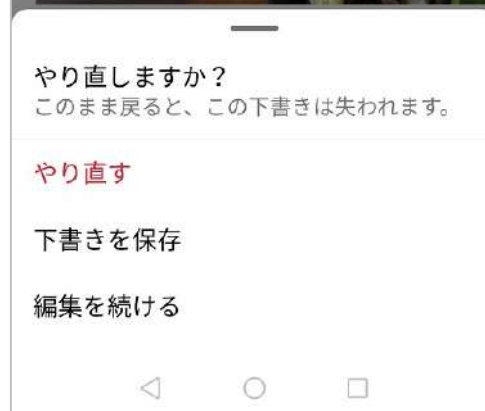 やり直しますか？
このまま戻ると、この下書きは失われます。
やり直す
下書きを保存
編集を続ける